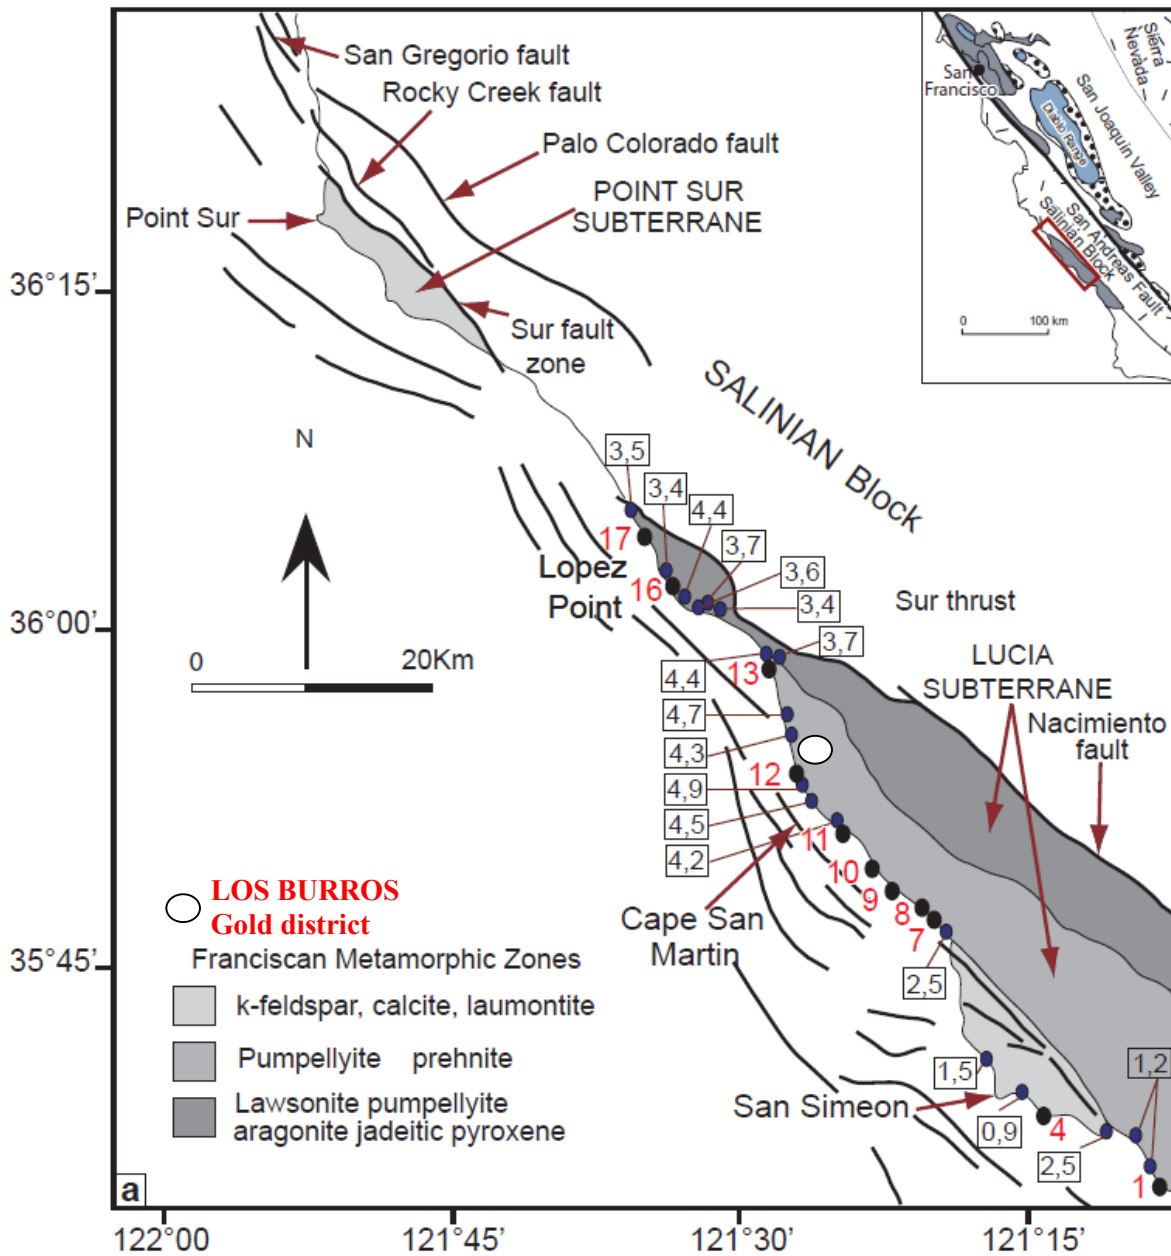 San Gregorio fault
Rocky Creek fault
Palo Colorado fault
POINT SUR
SUBTERRANE
Point Sur
Sur fault
zone
36°15'
36°00'
35°45'
N
0
20Km
SALINIAN Block
3,5
3,4
4,4
3,7
3,6
3,4
17
16
Lopez
Point
Sur thrust
3,7
4,4
13
LUCIA
SUBTERRANE
Nacimiento
fault
4,7
4,3
12
4,9
4,5
4,2
11
10
9
8
7
Cape San
Martin
2,5
1,5
San Simeon
0,9
4
2,5
1,2
1
LOS BURROS
Gold district
Franciscan Metamorphic Zones
k-feldspar, calcite, laumontite
Pumpellyite prehnite
Lawsonite pumpellyite
aragonite jadeitic pyroxene
a
122°00
121°45'
121°30'
121°15'
San
Francisco
Sierra
Nevada
San Joaquin Valley
Diablo Range
San Andreas Fault
Salinian Block
0
100 km